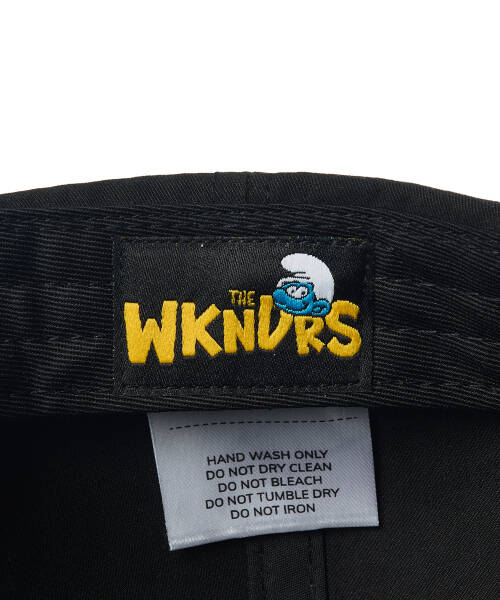 THE
WKNDRS
HAND WASH ONLY
DO NOT DRY CLEAN
DO NOT BLEACH
DO NOT TUMBLE DRY
DO NOT IRON